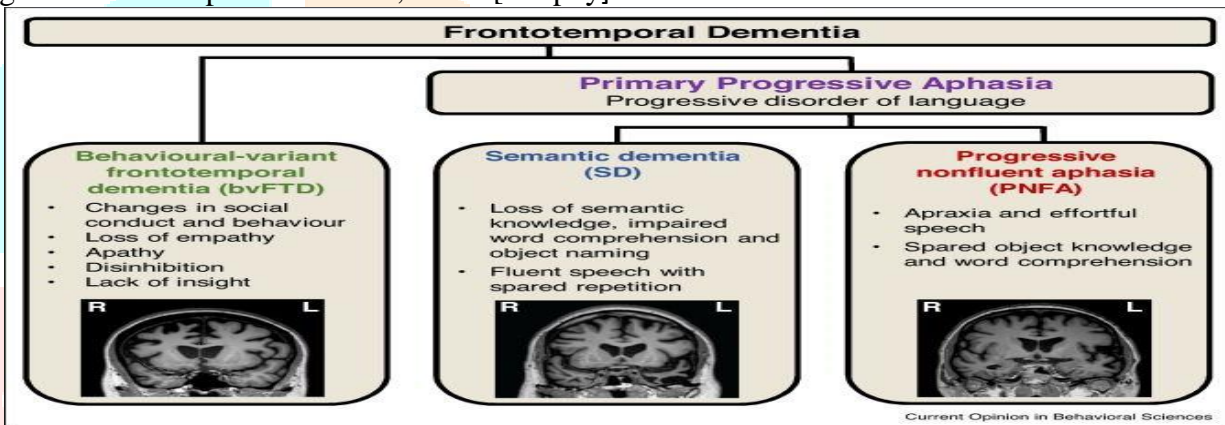 Frontotemporal Dementia
Primary Progressive Aphasia
Progressive disorder of language
Behavioural-variant
frontotemporal
dementia (bvFTD)
• Changes in social
conduct and behaviour
• Loss of empathy
• Apathy
• Disinhibition
• Lack of insight
R L
Semantic dementia
(SD)
• Loss of semantic
knowledge, impaired
word comprehension and
object naming
• Fluent speech with
spared repetition
R L
Progressive
nonfluent aphasia
(PNFA)
• Apraxia and effortful
speech
• Spared object knowledge
and word comprehension
R L
Current Opinion in Behavioral Sciences